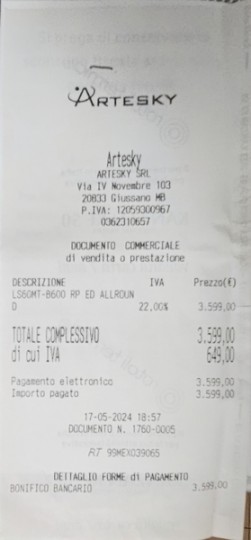 ARTESKY
Artesky
ARTESKY SRL
Via IV Novembre 103
20833 Giussano MB
P.IVA: 12059300967
0362310657
DOCUMENTO COMMERCIALE
di vendita o prestazione
DESCRIZIONE IVA Prezzo(€)
LS60MT-B600 RP ED ALLROUN
D 22,00% 3.599,00
TOTALE COMPLESSIVO 3.599,00
di cui IVA 649,00
Pagamento elettronico 3.599,00
Importo pagato 3.599,00
17-05-2024 18:57
DOCUMENTO N. 1760-0005
RT 99MEX039065
DETTAGLIO FORME di PAGAMENTO
BONIFICO BANCARIO 3.599,00